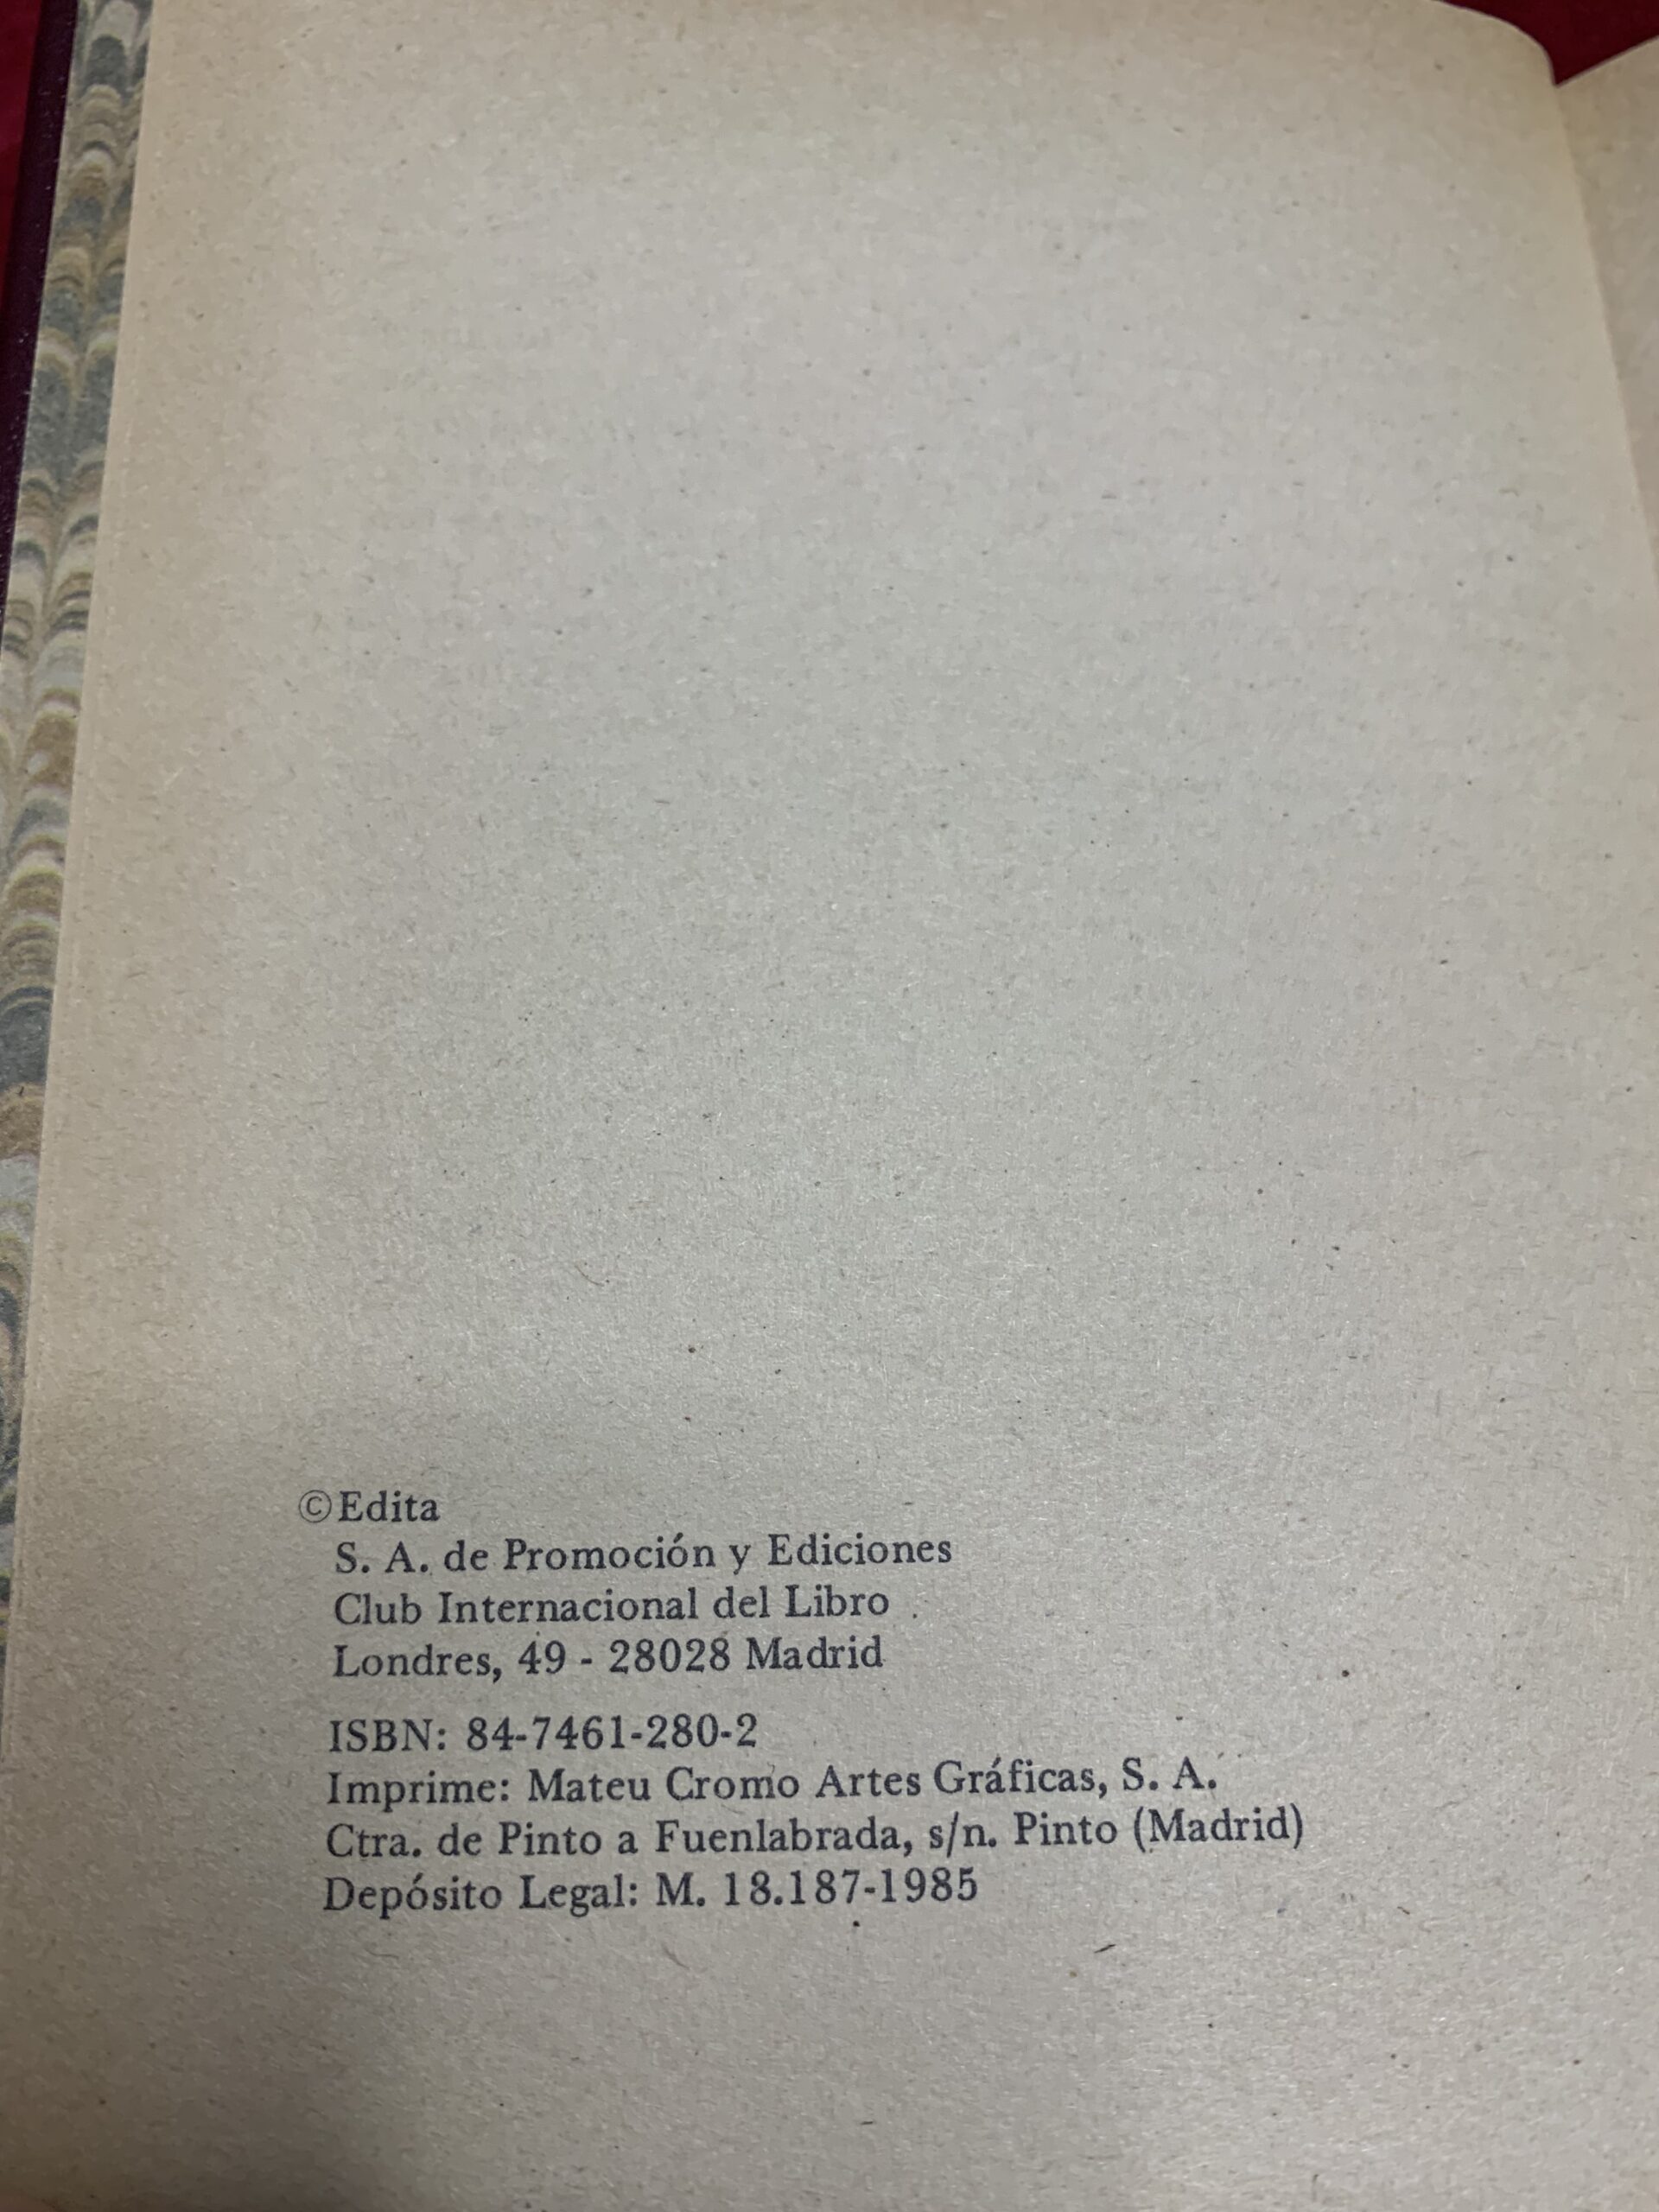 ©Edita
S. A. de Promoción y Ediciones
Club Internacional del Libro
Londres, 49 - 28028 Madrid
ISBN: 84-7461-280-2
Imprime: Mateu Cromo Artes Gráficas, S. A.
Ctra. de Pinto a Fuenlabrada, s/n. Pinto (Madrid)
Depósito Legal: M. 18.187-1985